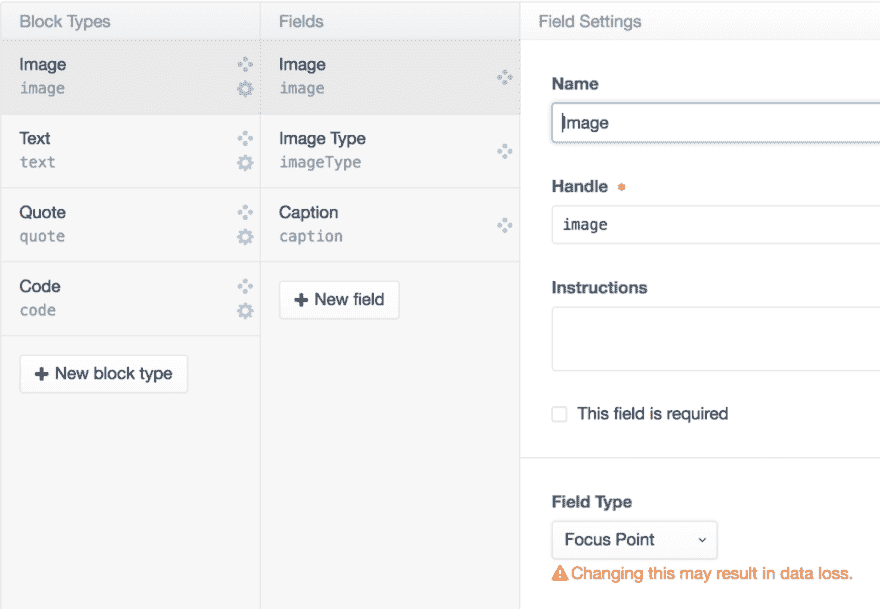 Block Types
Image
image
Text
text
Quote
quote
Code
code
New block type
Fields
Image
image
Image Type
imageType
Caption
caption
New field
Field Settings
Name
Image
Handle
image
Instructions
This field is required
Field Type
Focus Point
Changing this may result in data loss.